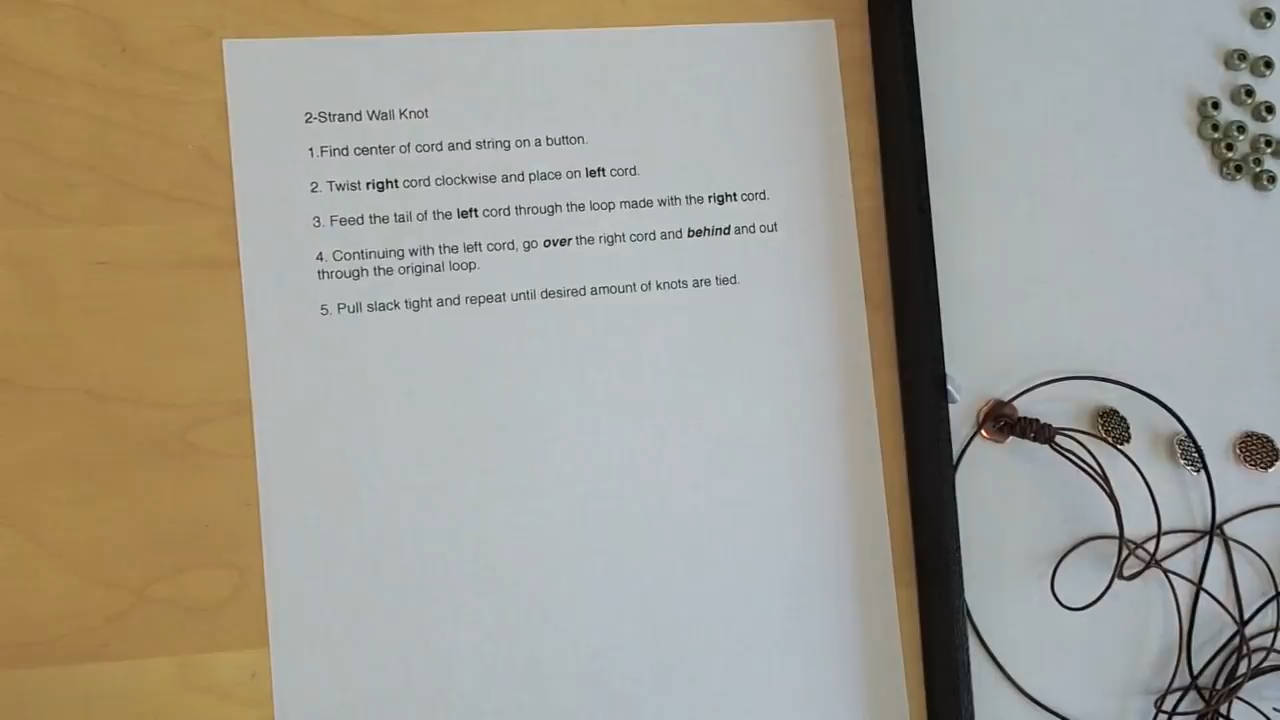 2-Strand Wall Knot
1.Find center of cord and string on a button.
2. Twist right cord clockwise and place on left cord.
3. Feed the tail of the left cord through the loop made with the right cord.
4. Continuing with the left cord, go over the right cord and behind and out
through the original loop.
5. Pull slack tight and repeat until desired amount of knots are tied.